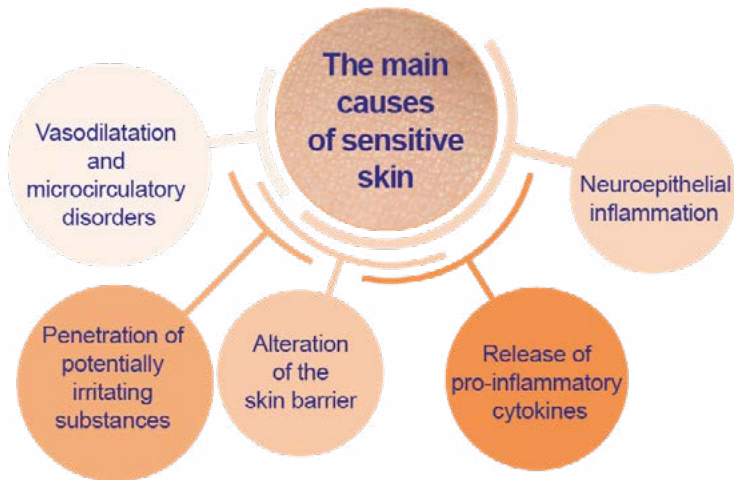 The main
causes
of sensitive
skin
Vasodilatation
and
microcirculatory
disorders
Neuroepithelial
inflammation
Penetration of
potentially
irritating
substances
Alteration
of the
skin barrier
Release of
pro-inflammatory
cytokines